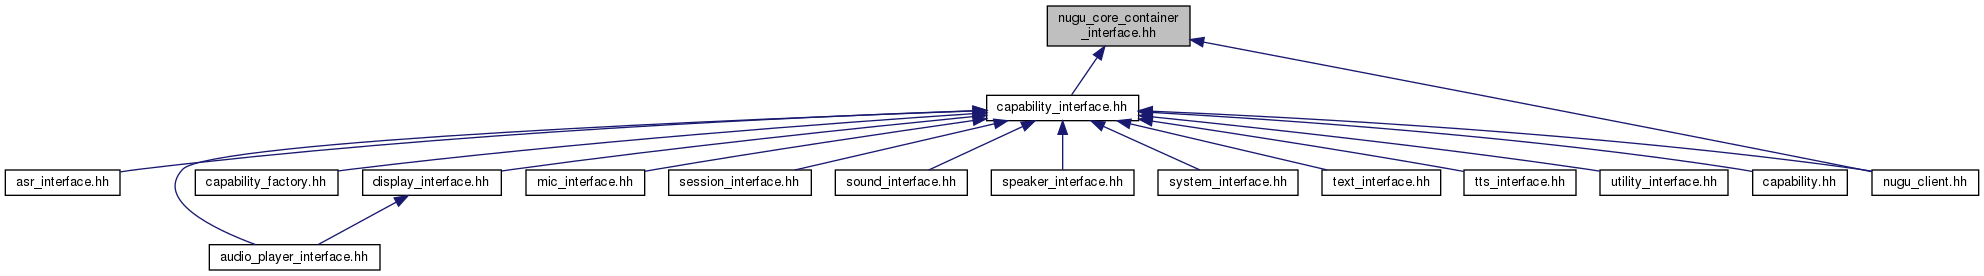 nugu_core_container
_interface.hh
capability_interface.hh
asr_interface.hh
capability_factory.hh
display_interface.hh
mic_interface.hh
session_interface.hh
sound_interface.hh
speaker_interface.hh
system_interface.hh
text_interface.hh
tts_interface.hh
utility_interface.hh
capability.hh
nugu_client.hh
audio_player_interface.hh